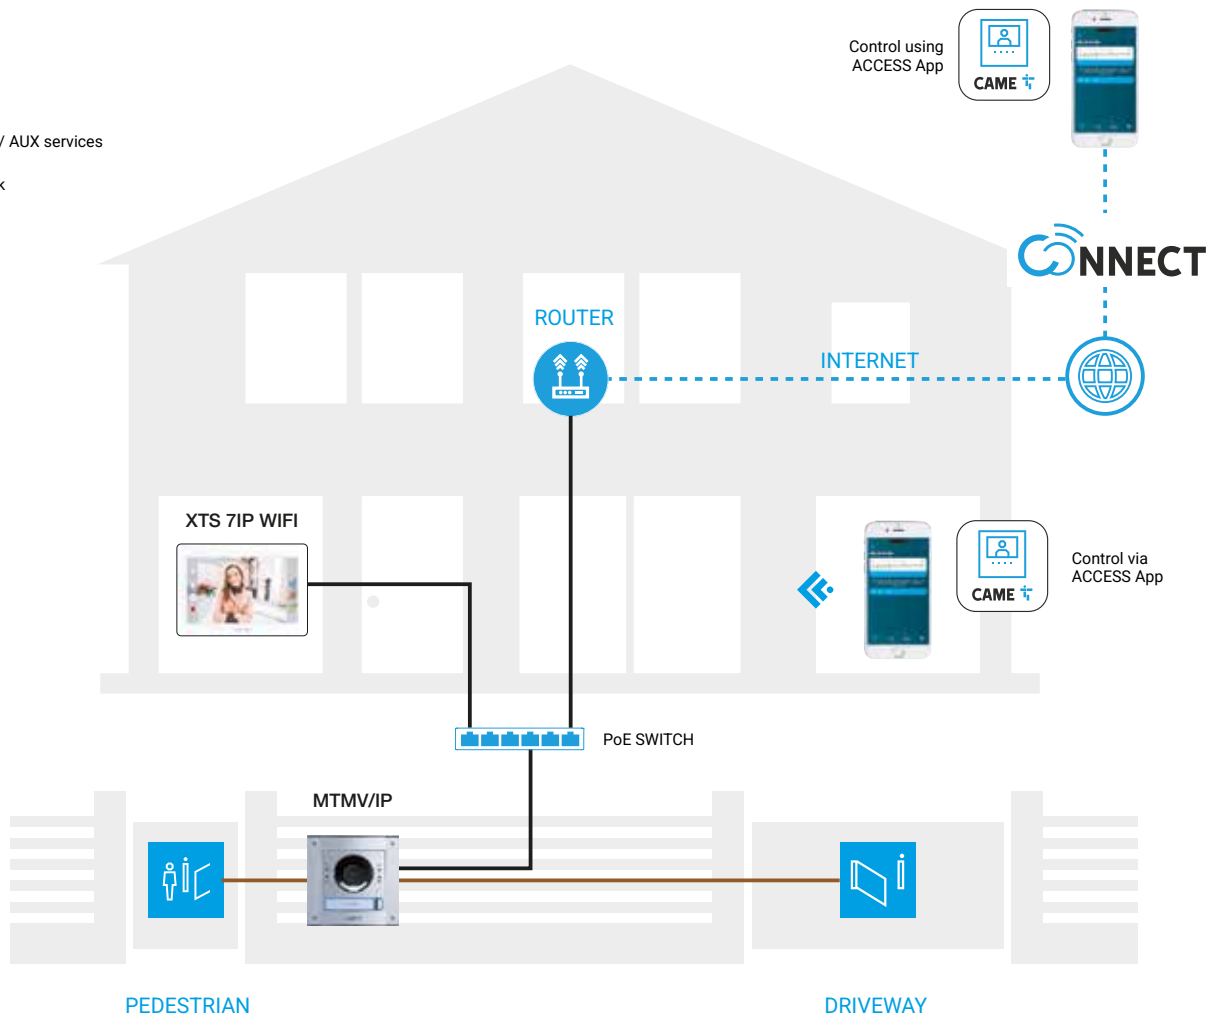 Control using
ACCESS App
CAME
/ AUX services
k
CONNECT
ROUTER
INTERNET
XTS 7IP WIFI
CAME
Control via
ACCESS App
PoE SWITCH
MTMV/IP
PEDESTRIAN
DRIVEWAY